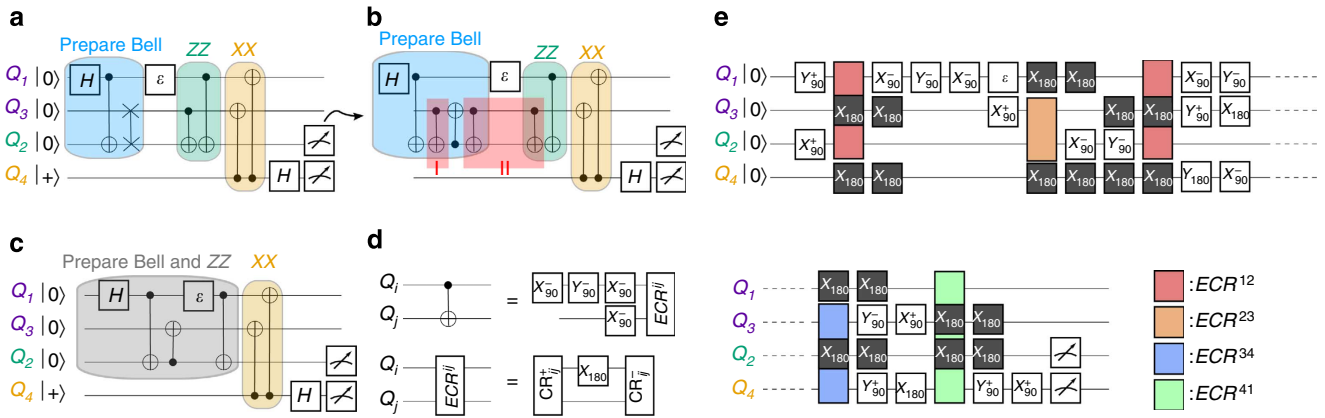 a
Prepare Bell ZZ XX
Q1 |0⟩ H ε
Q3 |0⟩
Q2 |0⟩
Q4 |+⟩ H
b
Prepare Bell ZZ XX
H ε
I II
H
c
Prepare Bell and ZZ XX
Q1 |0⟩ H ε
Q3 |0⟩
Q2 |0⟩
Q4 |+⟩ H
d
Qi = X⁻90 Y⁻90 X⁻90 ECR^ij
Qj X⁻90
Qi ECR^ij = CR⁺ij X180 CR⁻ij
Qj
e
Q1 |0⟩ Y⁺90 X⁻90 Y⁻90 X⁻90 ε X180 X180 X⁻90 Y⁻90
Q3 |0⟩ X180 X180 X⁺90 X180 X180 Y⁺90 X180
Q2 |0⟩ X⁺90 X⁻90 Y⁻90
Q4 |0⟩ X180 X180 X180 X180 X180 X180 Y180 X⁻90
Q1 X180 X180
Q3 Y⁻90 X⁺90 X180 X180
Q2 X180 X180 X180 X180
Q4 Y⁺90 X180 Y⁺90 X⁺90
:ECR¹²
:ECR²³
:ECR³⁴
:ECR⁴¹